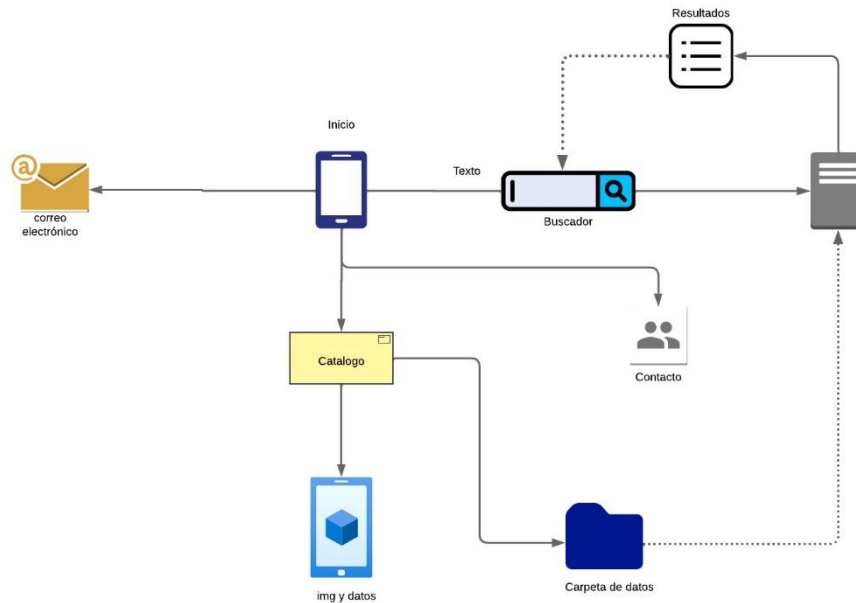 Resultados
Inicio
Texto
Buscador
@
correo
electrónico
Contacto
Catalogo
img y datos
Carpeta de datos